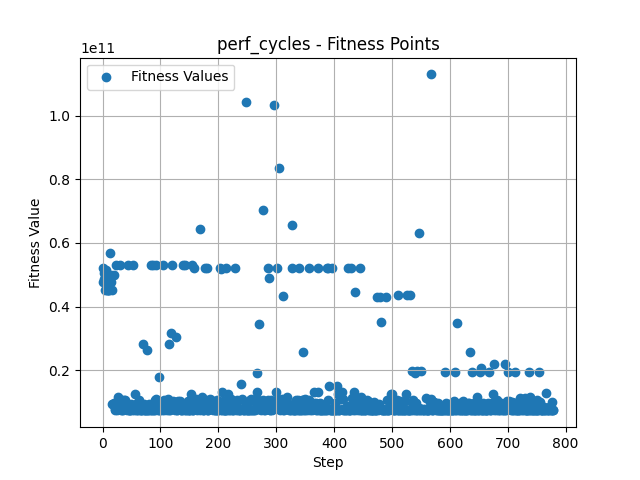 perf_cycles - Fitness Points
1e11
Fitness Values
1.0
0.8
0.6
0.4
0.2
Fitness Value
0 100 200 300 400 500 600 700 800
Step